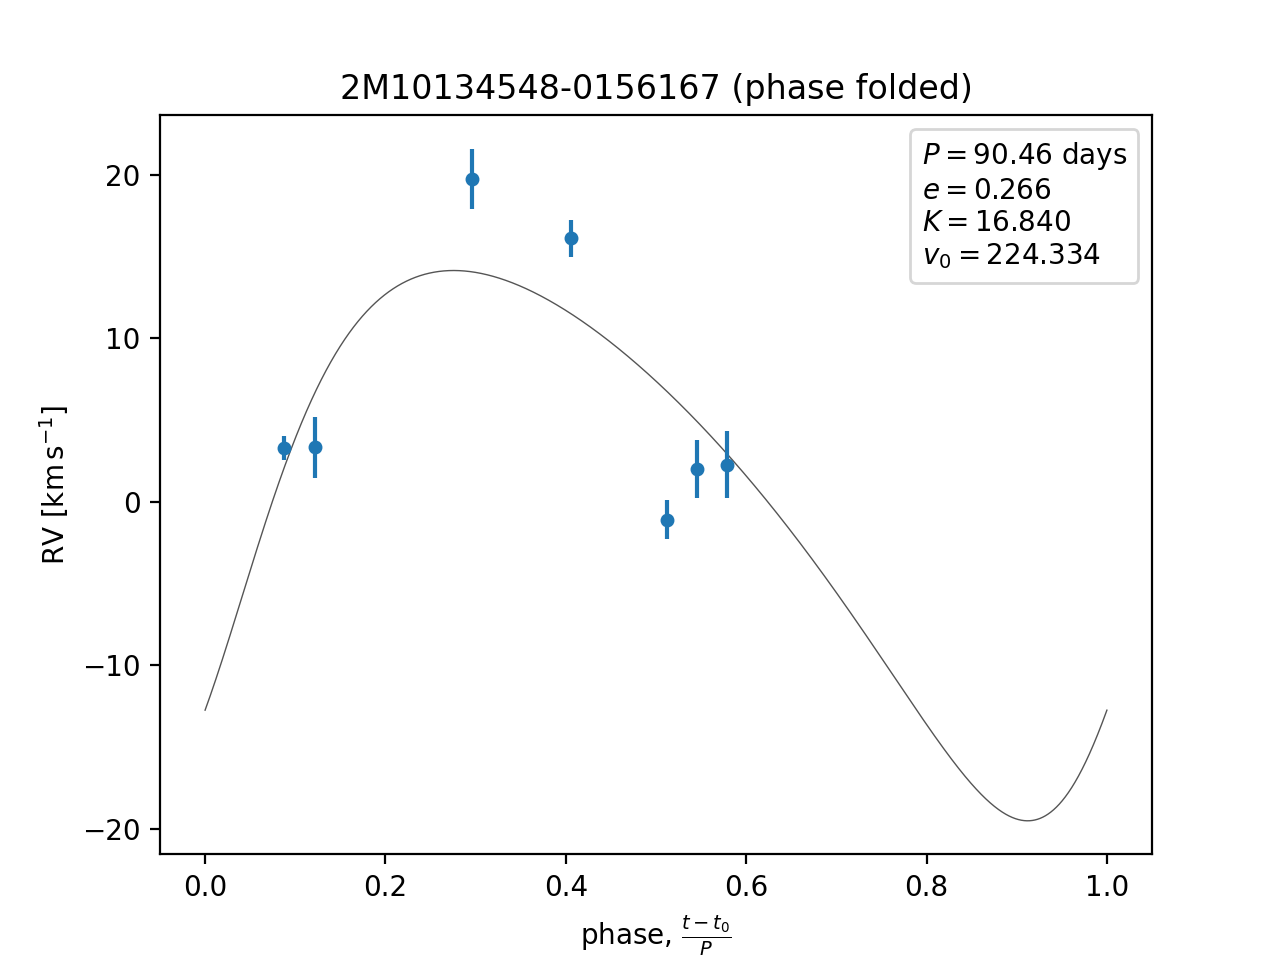 2M10134548-0156167 (phase folded)
P = 90.46 days
e = 0.266
K = 16.840
v₀ = 224.334
RV [km s⁻¹]
20
10
0
−10
−20
0.0 0.2 0.4 0.6 0.8 1.0
phase, (t − t₀)/P